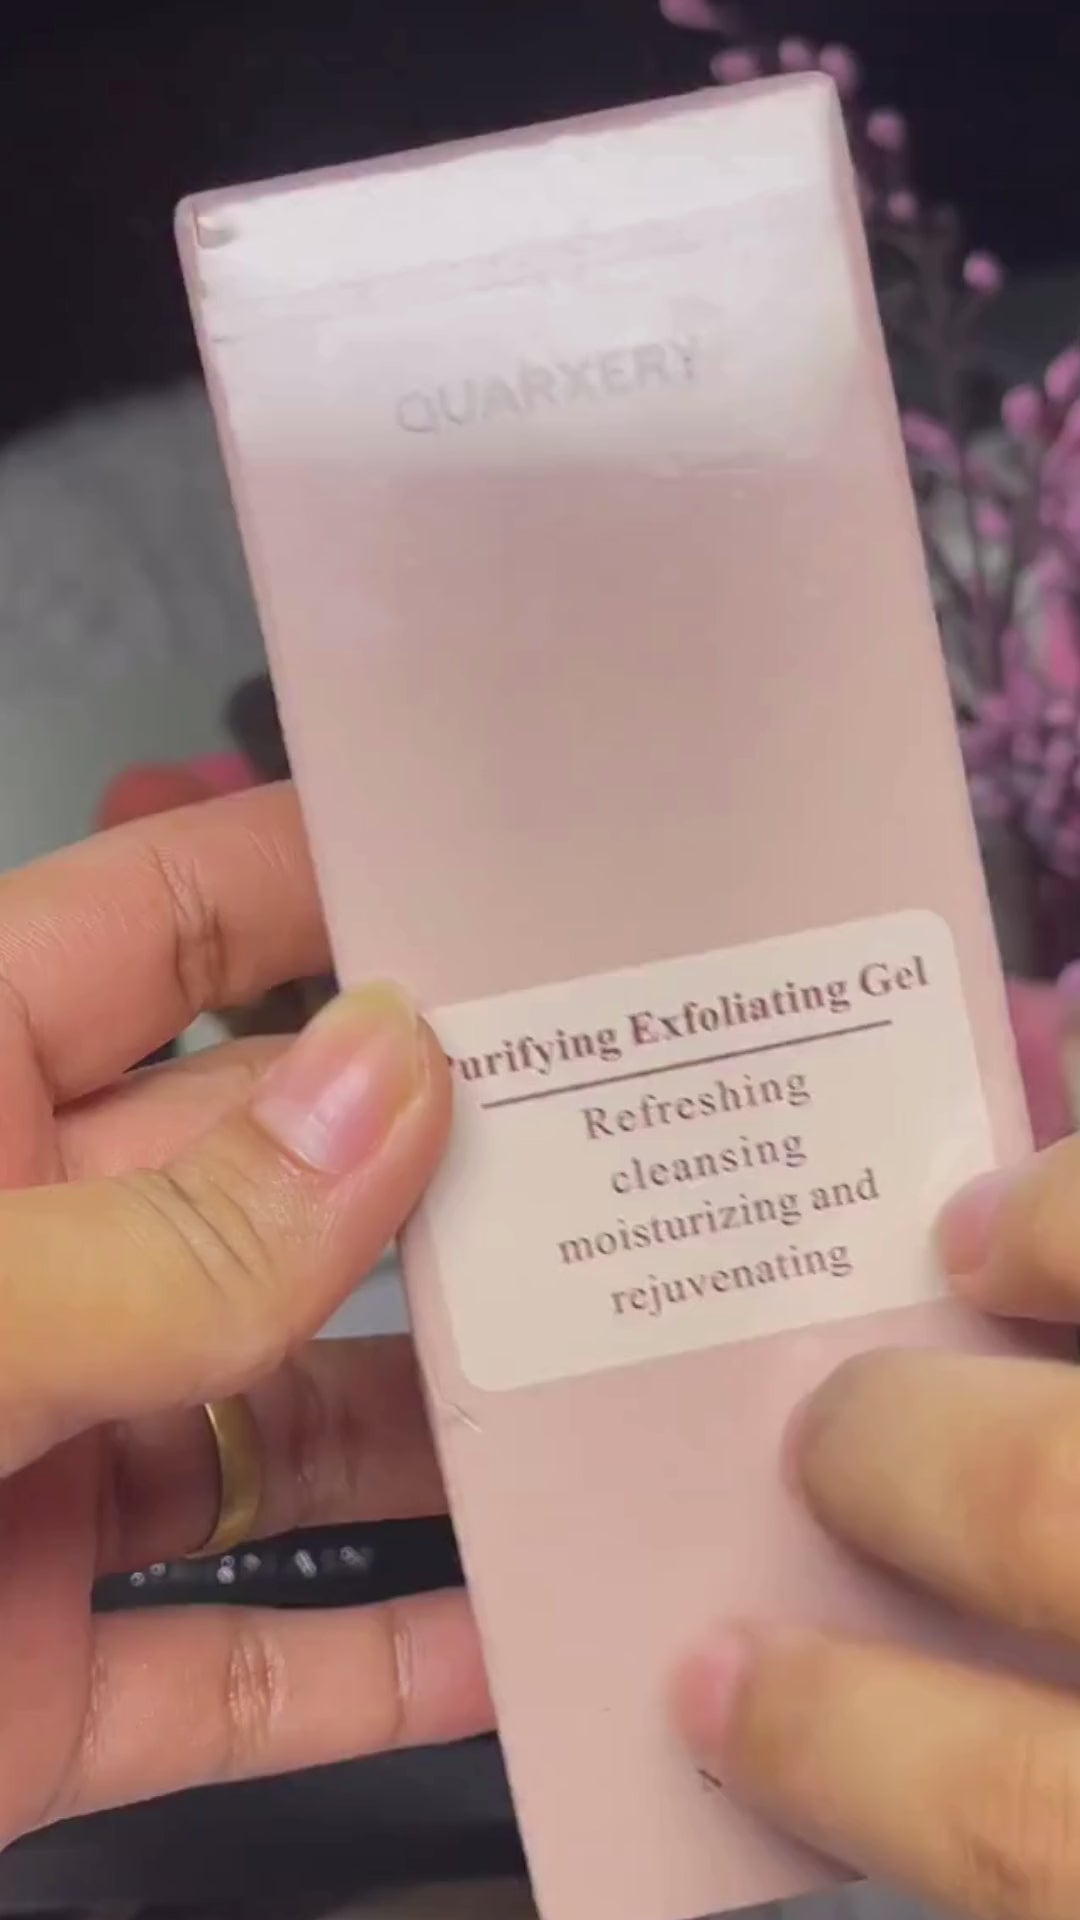 QUARXERY
Purifying Exfoliating Gel
Refreshing
cleansing
moisturizing and
rejuvenating